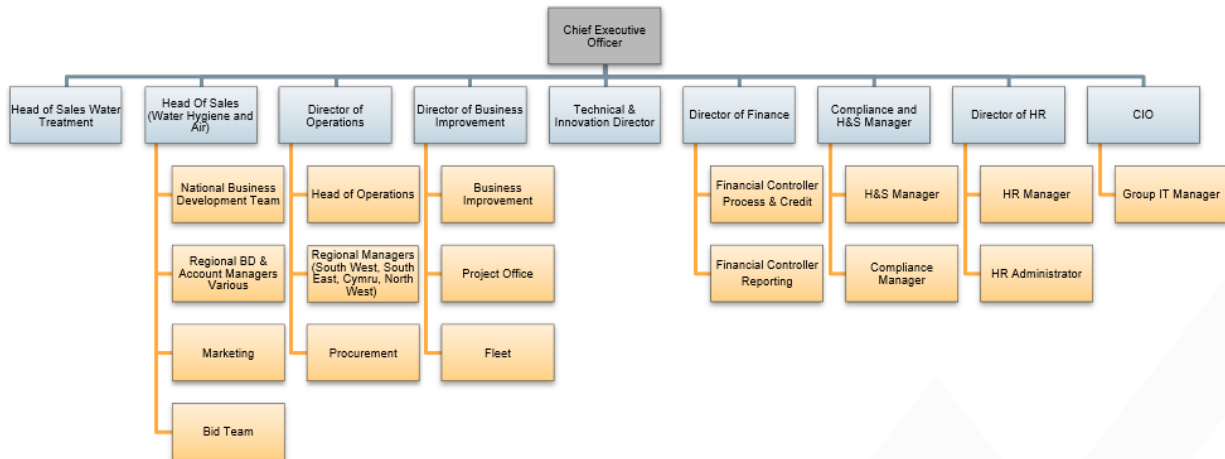 Chief Executive
Officer
Head of Sales Water
Treatment
Head Of Sales
(Water Hygiene and
Air)
Director of
Operations
Director of Business
Improvement
Technical &
Innovation Director
Director of Finance
Compliance and
H&S Manager
Director of HR
CIO
National Business
Development Team
Head of Operations
Business
Improvement
Financial Controller
Process & Credit
H&S Manager
HR Manager
Group IT Manager
Regional BD &
Account Managers
Various
Regional Managers
(South West, South
East, Cymru, North
West)
Project Office
Financial Controller
Reporting
Compliance
Manager
HR Administrator
Marketing
Procurement
Fleet
Bid Team